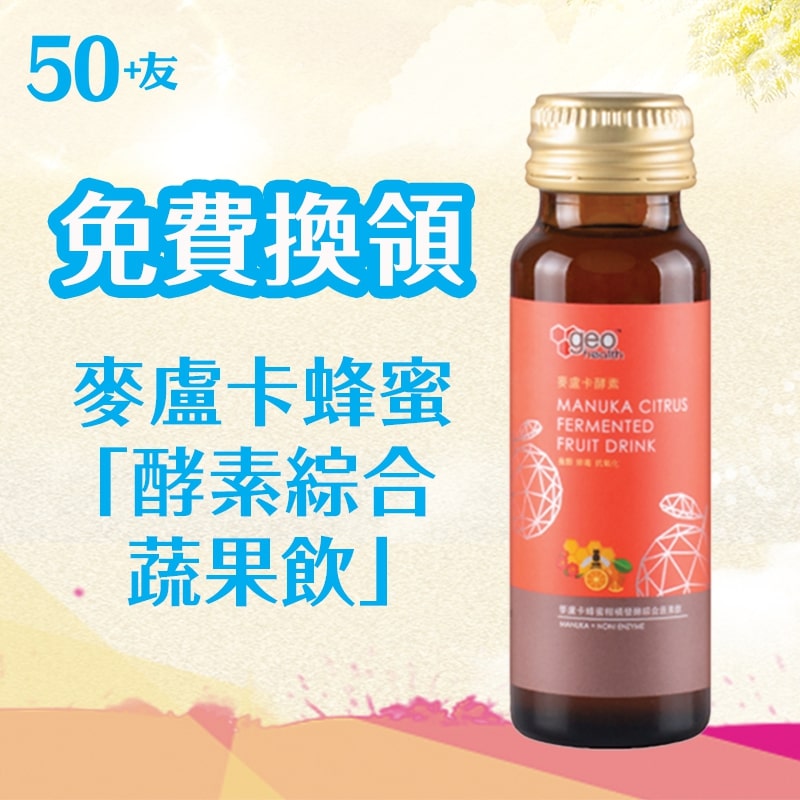 50+友
免費換領
麥盧卡蜂蜜
「酵素綜合
蔬果飲」
geo
health
麥盧卡酵素
MANUKA CITRUS
FERMENTED
FRUIT DRINK
MANUKA + NONI ENZYME